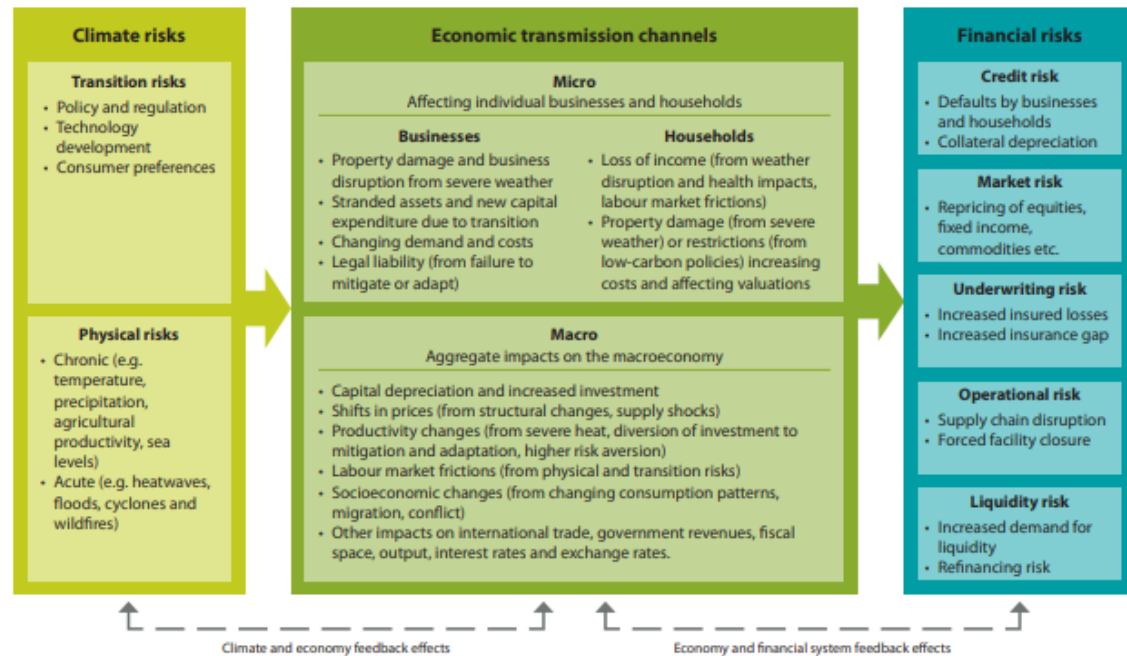 Climate risks
Transition risks
• Policy and regulation
• Technology
development
• Consumer preferences
Physical risks
• Chronic (e.g.
temperature,
precipitation,
agricultural
productivity, sea
levels)
• Acute (e.g. heatwaves,
floods, cyclones and
wildfires)
Economic transmission channels
Micro
Affecting individual businesses and households
Businesses
• Property damage and business
disruption from severe weather
• Stranded assets and new capital
expenditure due to transition
• Changing demand and costs
• Legal liability (from failure to
mitigate or adapt)
Households
• Loss of income (from weather
disruption and health impacts,
labour market frictions)
• Property damage (from severe
weather) or restrictions (from
low-carbon policies) increasing
costs and affecting valuations
Macro
Aggregate impacts on the macroeconomy
• Capital depreciation and increased investment
• Shifts in prices (from structural changes, supply shocks)
• Productivity changes (from severe heat, diversion of investment to
mitigation and adaptation, higher risk aversion)
• Labour market frictions (from physical and transition risks)
• Socioeconomic changes (from changing consumption patterns,
migration, conflict)
• Other impacts on international trade, government revenues, fiscal
space, output, interest rates and exchange rates.
Financial risks
Credit risk
• Defaults by businesses
and households
• Collateral depreciation
Market risk
• Repricing of equities,
fixed income,
commodities etc.
Underwriting risk
• Increased insured losses
• Increased insurance gap
Operational risk
• Supply chain disruption
• Forced facility closure
Liquidity risk
• Increased demand for
liquidity
• Refinancing risk
Climate and economy feedback effects
Economy and financial system feedback effects